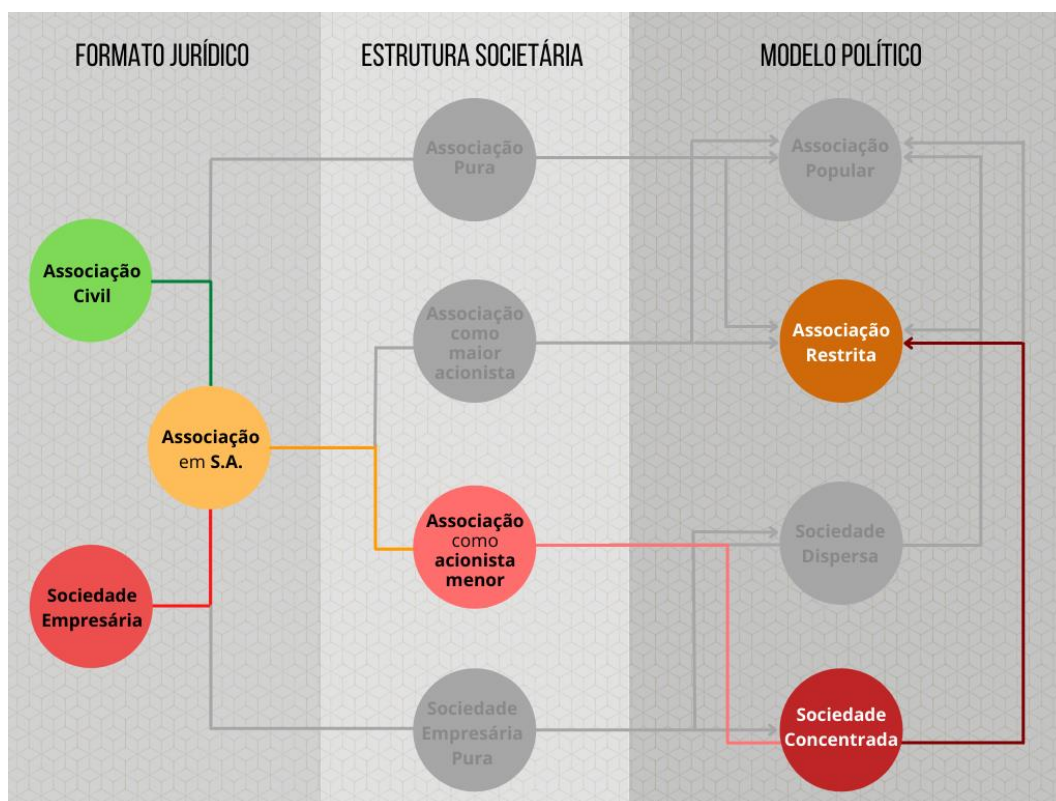 FORMATO JURÍDICO
ESTRUTURA SOCIETÁRIA
MODELO POLÍTICO
Associação
Civil
Associação
em S.A.
Sociedade
Empresária
Associação
Pura
Associação
como
maior
acionista
Associação
como
acionista
menor
Sociedade
Empresária
Pura
Associação
Popular
Associação
Restrita
Sociedade
Dispersa
Sociedade
Concentrada